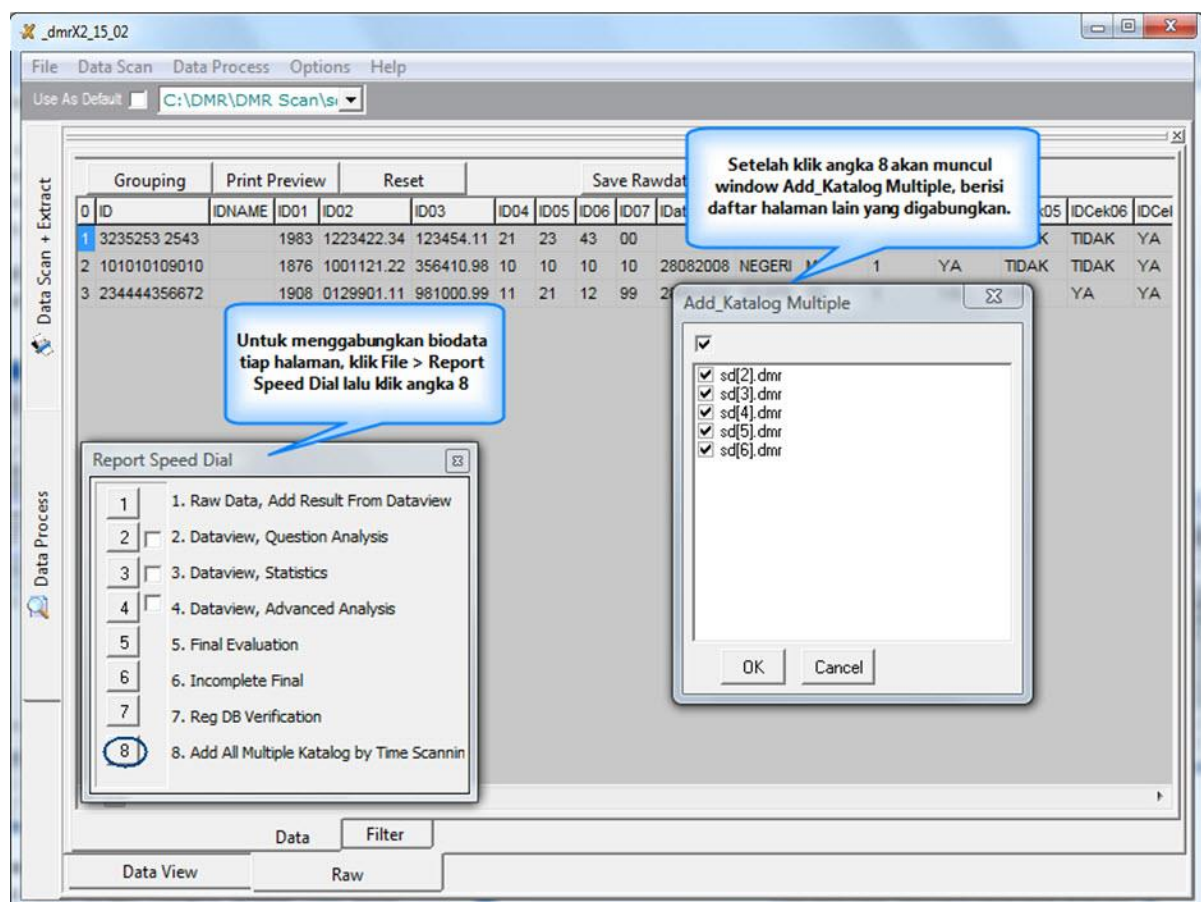 _dmrX2_15_02
File Data Scan Data Process Options Help
Use As Default C:\DMR\DMR Scan\s
Data Scan + Extract
Data Process
Grouping Print Preview Reset Save Rawdat
Setelah klik angka 8 akan muncul
window Add_Katalog Multiple, berisi
daftar halaman lain yang digabungkan.
0 ID IDNAME ID01 ID02 ID03 ID04 ID05 ID06 ID07 IDat k05 IDCek06 IDCel
1 3235253 2543 1983 1223422.34 123454.11 21 23 43 00 TIDAK YA
2 101010109010 1876 1001121.22 356410.98 10 10 10 10 28082008 NEGERI 1 YA TIDAK TIDAK YA
3 234444356672 1908 0129901.11 981000.99 11 21 12 99 YA YA
Untuk menggabungkan biodata
tiap halaman, klik File > Report
Speed Dial lalu klik angka 8
Report Speed Dial
1 1. Raw Data, Add Result From Dataview
2 2. Dataview, Question Analysis
3 3. Dataview, Statistics
4 4. Dataview, Advanced Analysis
5 5. Final Evaluation
6 6. Incomplete Final
7 7. Reg DB Verification
8 8. Add All Multiple Katalog by Time Scannin
Add_Katalog Multiple
sd[2].dmr
sd[3].dmr
sd[4].dmr
sd[5].dmr
sd[6].dmr
OK Cancel
Data Filter
Data View Raw